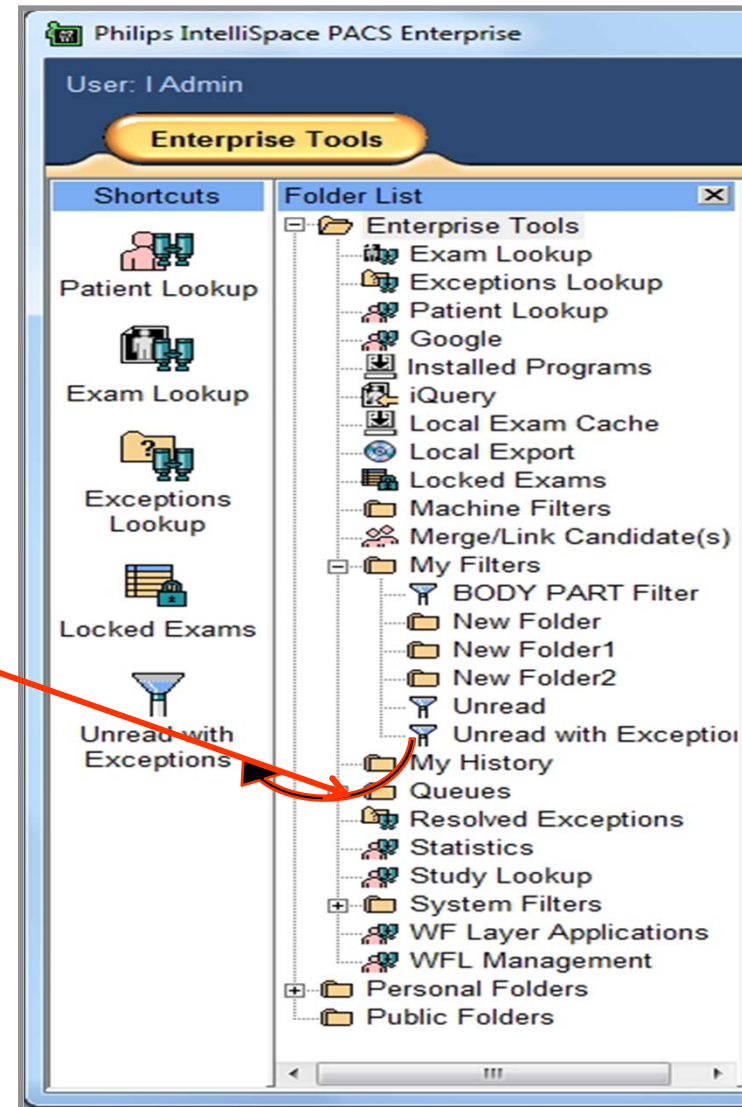 Philips IntelliSpace PACS Enterprise
User: I Admin
Enterprise Tools
Shortcuts
Patient Lookup
Exam Lookup
Exceptions
Lookup
Locked Exams
Unread with
Exceptions
Folder List
Enterprise Tools
Exam Lookup
Exceptions Lookup
Patient Lookup
Google
Installed Programs
iQuery
Local Exam Cache
Local Export
Locked Exams
Machine Filters
Merge/Link Candidate(s)
My Filters
BODY PART Filter
New Folder
New Folder1
New Folder2
Unread
Unread with Exception
My History
Queues
Resolved Exceptions
Statistics
Study Lookup
System Filters
WF Layer Applications
WFL Management
Personal Folders
Public Folders